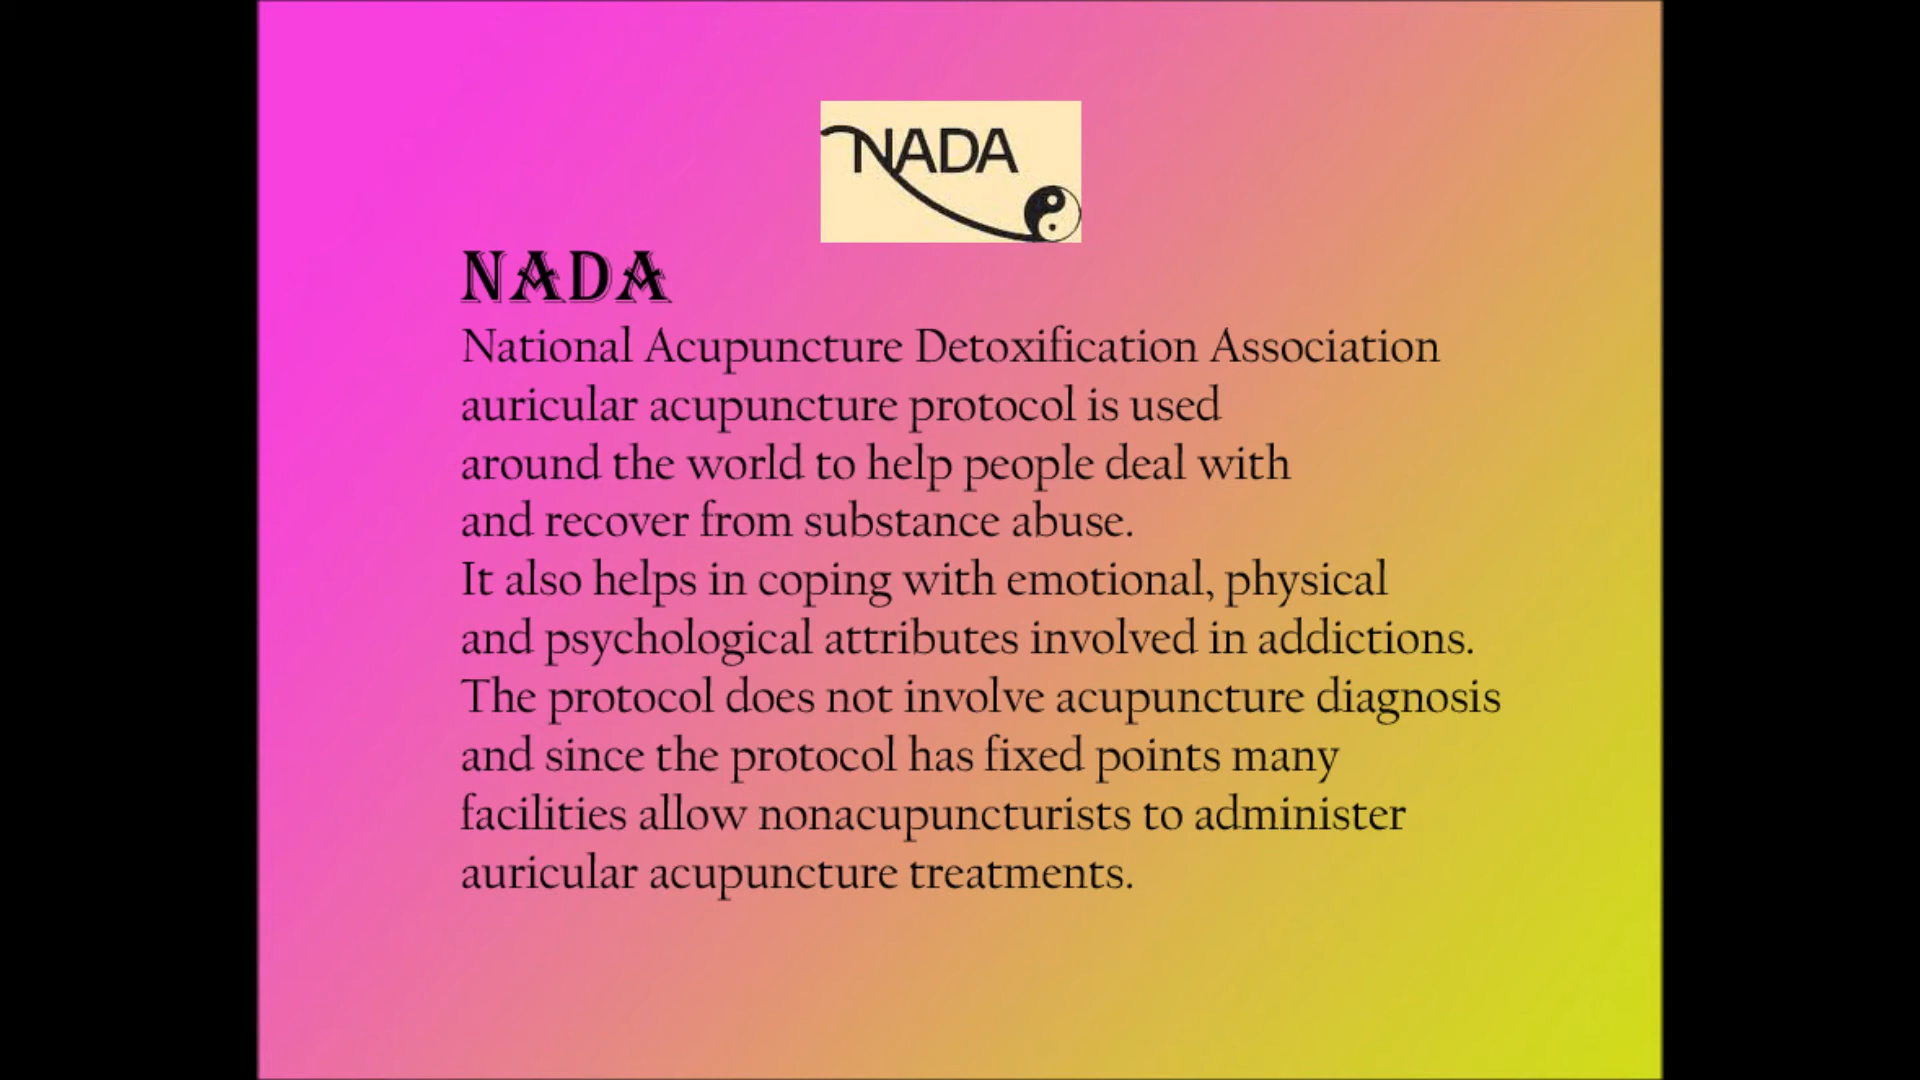 NADA
NADA
National Acupuncture Detoxification Association
auricular acupuncture protocol is used
around the world to help people deal with
and recover from substance abuse.
It also helps in coping with emotional, physical
and psychological attributes involved in addictions.
The protocol does not involve acupuncture diagnosis
and since the protocol has fixed points many
facilities allow nonacupuncturists to administer
auricular acupuncture treatments.